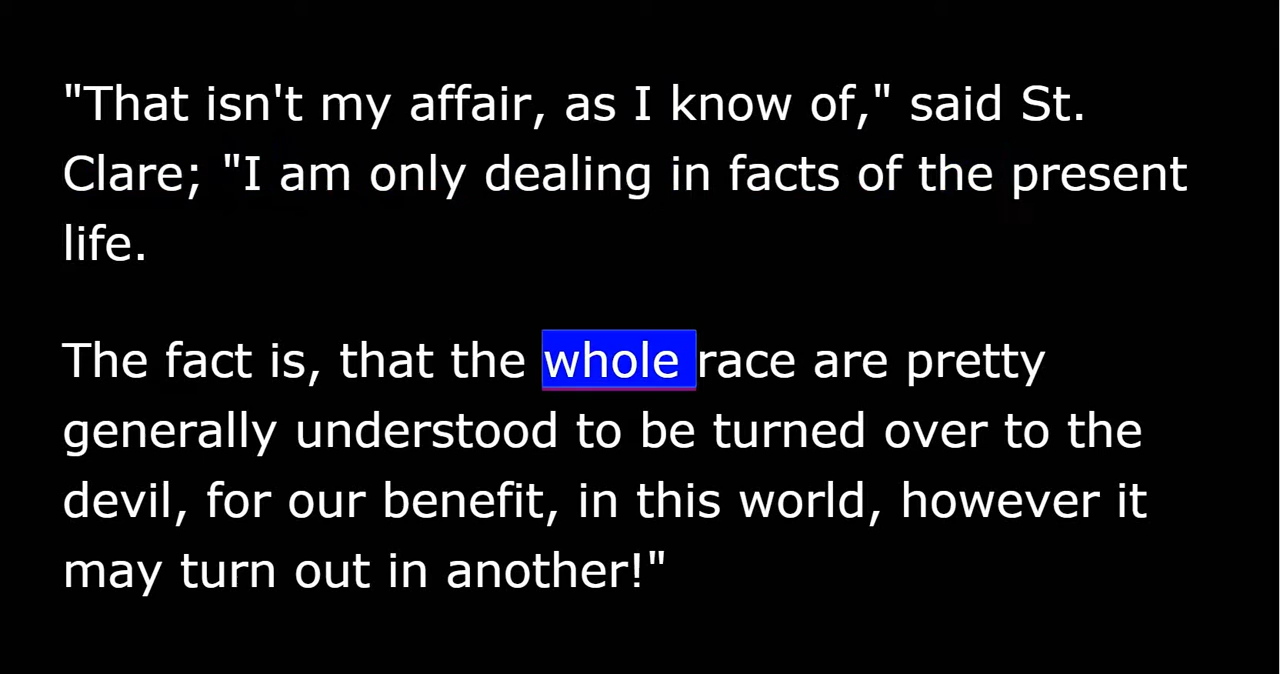 "That isn't my affair, as I know of," said St.
Clare; "I am only dealing in facts of the present
life.
The fact is, that the whole race are pretty
generally understood to be turned over to the
devil, for our benefit, in this world, however it
may turn out in another!"